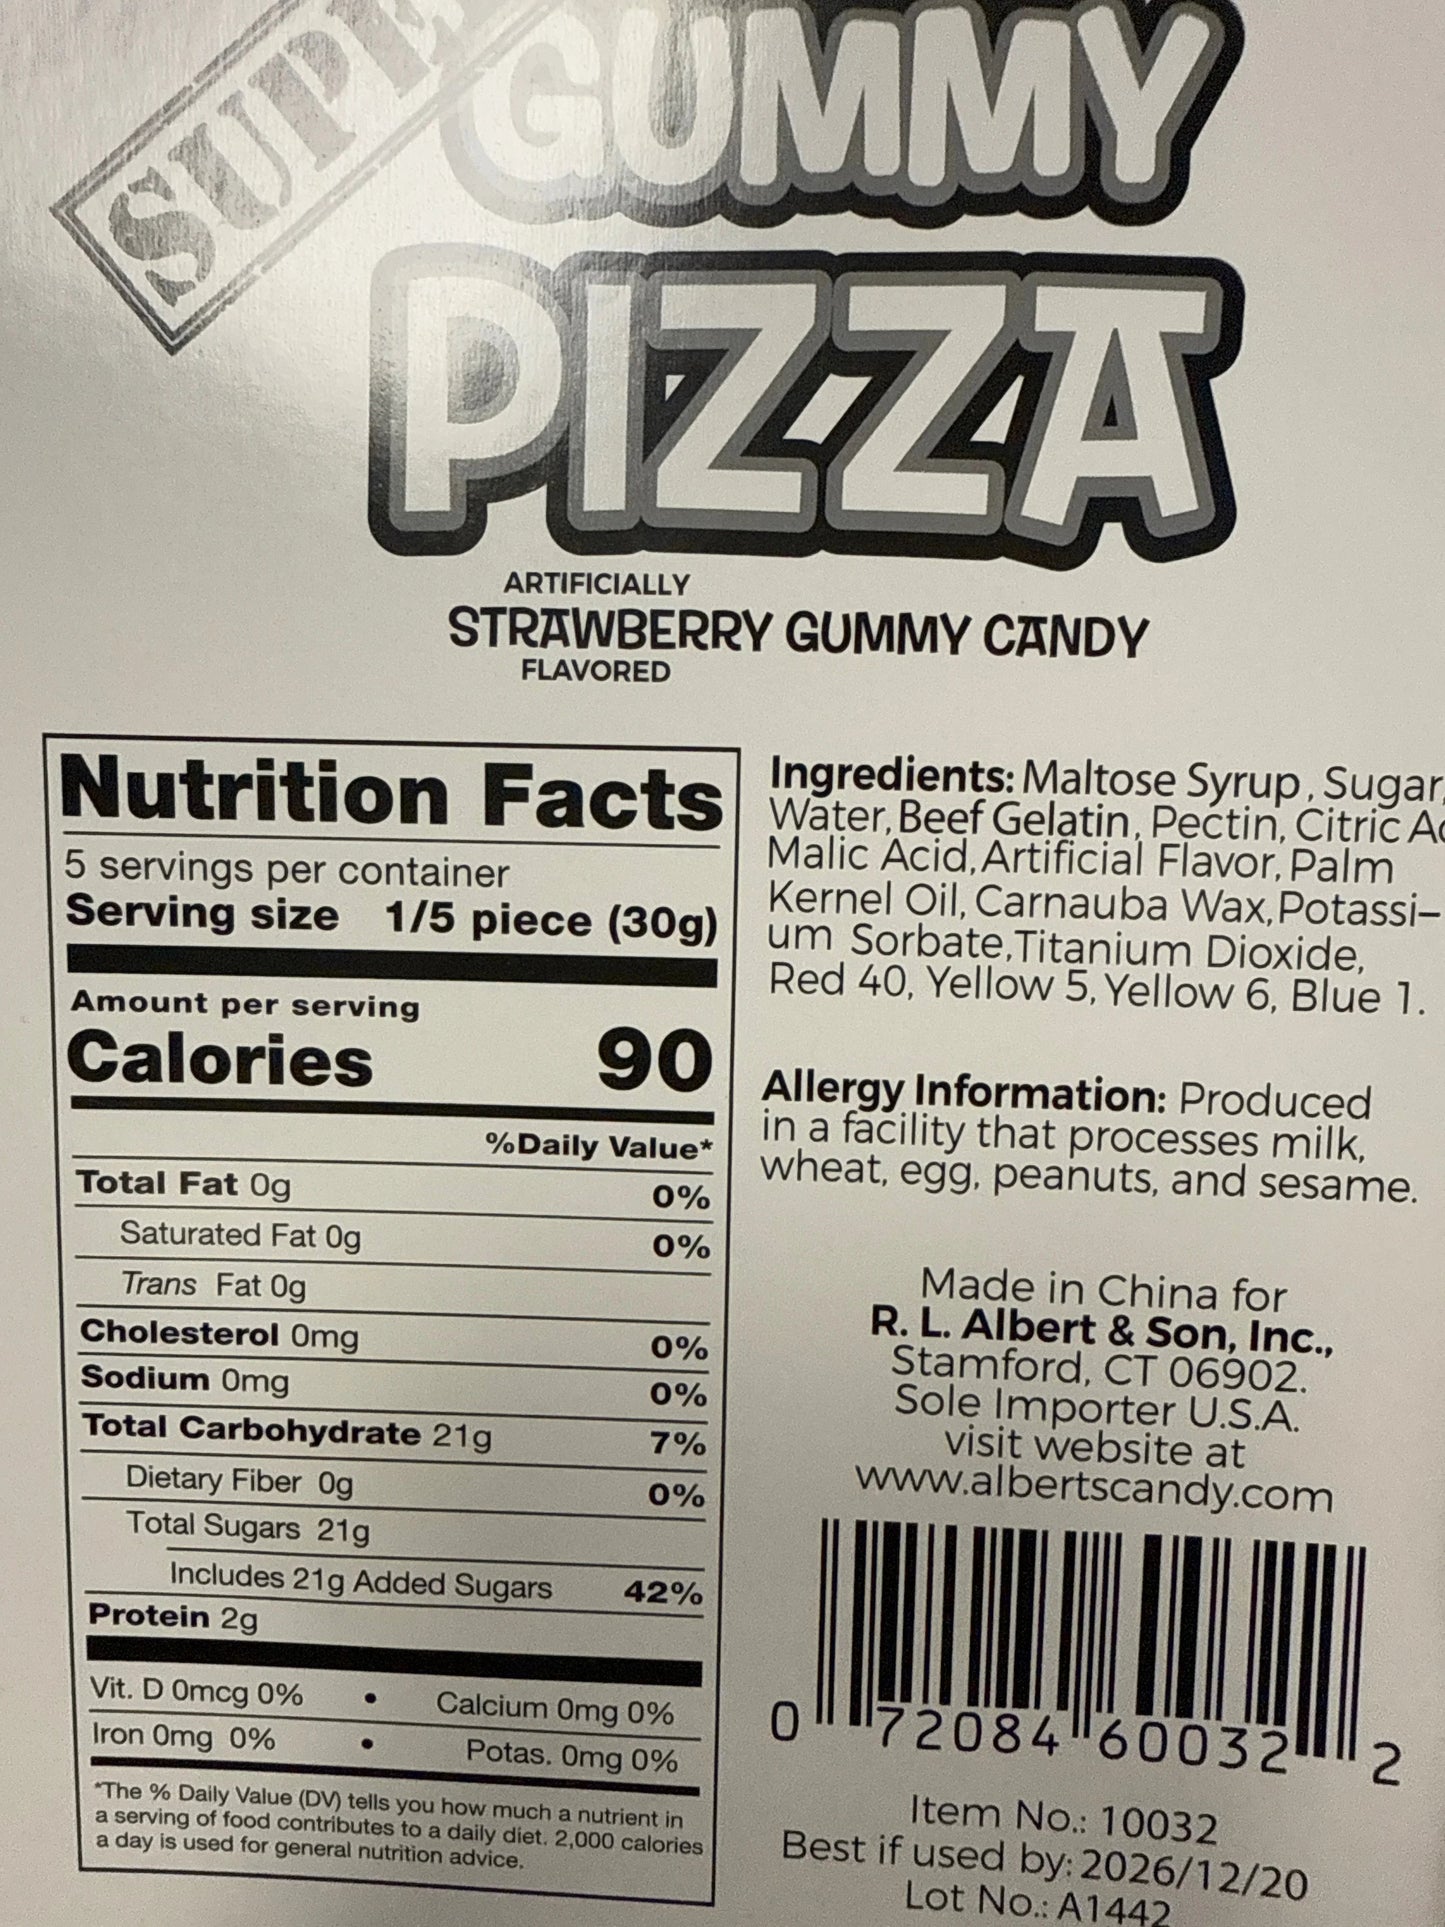 GUMMY
PIZZA
ARTIFICIALLY
STRAWBERRY GUMMY CANDY
FLAVORED
Nutrition Facts
5 servings per container
Serving size 1/5 piece (30g)
Amount per serving
Calories 90
%Daily Value*
Total Fat 0g 0%
Saturated Fat 0g 0%
Trans Fat 0g
Cholesterol 0mg 0%
Sodium 0mg 0%
Total Carbohydrate 21g 7%
Dietary Fiber 0g 0%
Total Sugars 21g
Includes 21g Added Sugars 42%
Protein 2g
Vit. D 0mcg 0% • Calcium 0mg 0%
Iron 0mg 0% • Potas. 0mg 0%
*The % Daily Value (DV) tells you how much a nutrient in
a serving of food contributes to a daily diet. 2,000 calories
a day is used for general nutrition advice.
Ingredients: Maltose Syrup, Sugar,
Water, Beef Gelatin, Pectin, Citric
Malic Acid, Artificial Flavor, Palm
Kernel Oil, Carnauba Wax, Potassi-
um Sorbate, Titanium Dioxide,
Red 40, Yellow 5, Yellow 6, Blue 1.
Allergy Information: Produced
in a facility that processes milk,
wheat, egg, peanuts, and sesame.
Made in China for
R. L. Albert & Son, Inc.,
Stamford, CT 06902.
Sole Importer U.S.A.
visit website at
www.albertscandy.com
0 72084 60032 2
Item No.: 10032
Best if used by: 2026/12/20
Lot No.: A1442